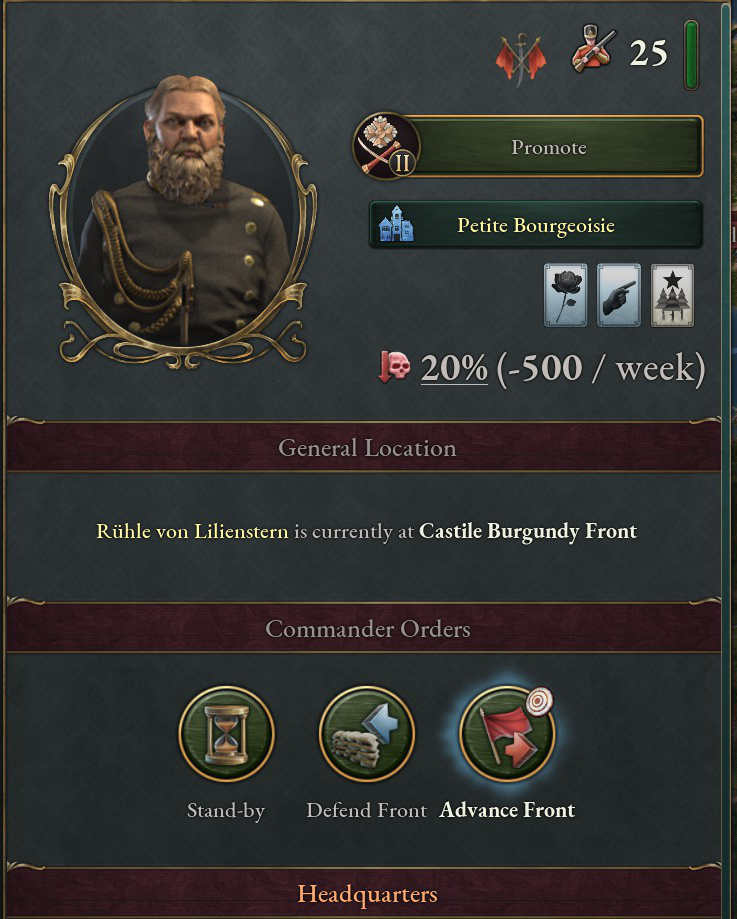 25
II
Promote
Petite Bourgeoisie
20% (-500 / week)
General Location
Rühle von Lilienstern is currently at Castile Burgundy Front
Commander Orders
Stand-by
Defend Front
Advance Front
Headquarters